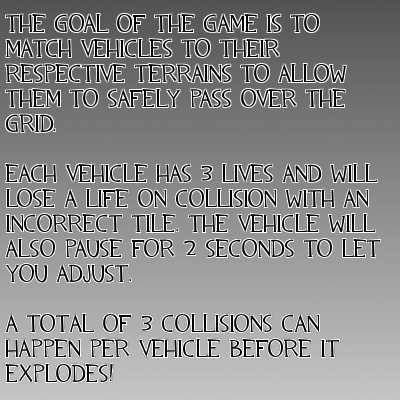 THE GOAL OF THE GAME IS TO
MATCH VEHICLES TO THEIR
RESPECTIVE TERRAINS TO ALLOW
THEM TO SAFELY PASS OVER THE
GRID.
EACH VEHICLE HAS 3 LIVES AND WILL
LOSE A LIFE ON COLLISION WITH AN
INCORRECT TILE. THE VEHICLE WILL
ALSO PAUSE FOR 2 SECONDS TO LET
YOU ADJUST.
A TOTAL OF 3 COLLISIONS CAN
HAPPEN PER VEHICLE BEFORE IT
EXPLODES!